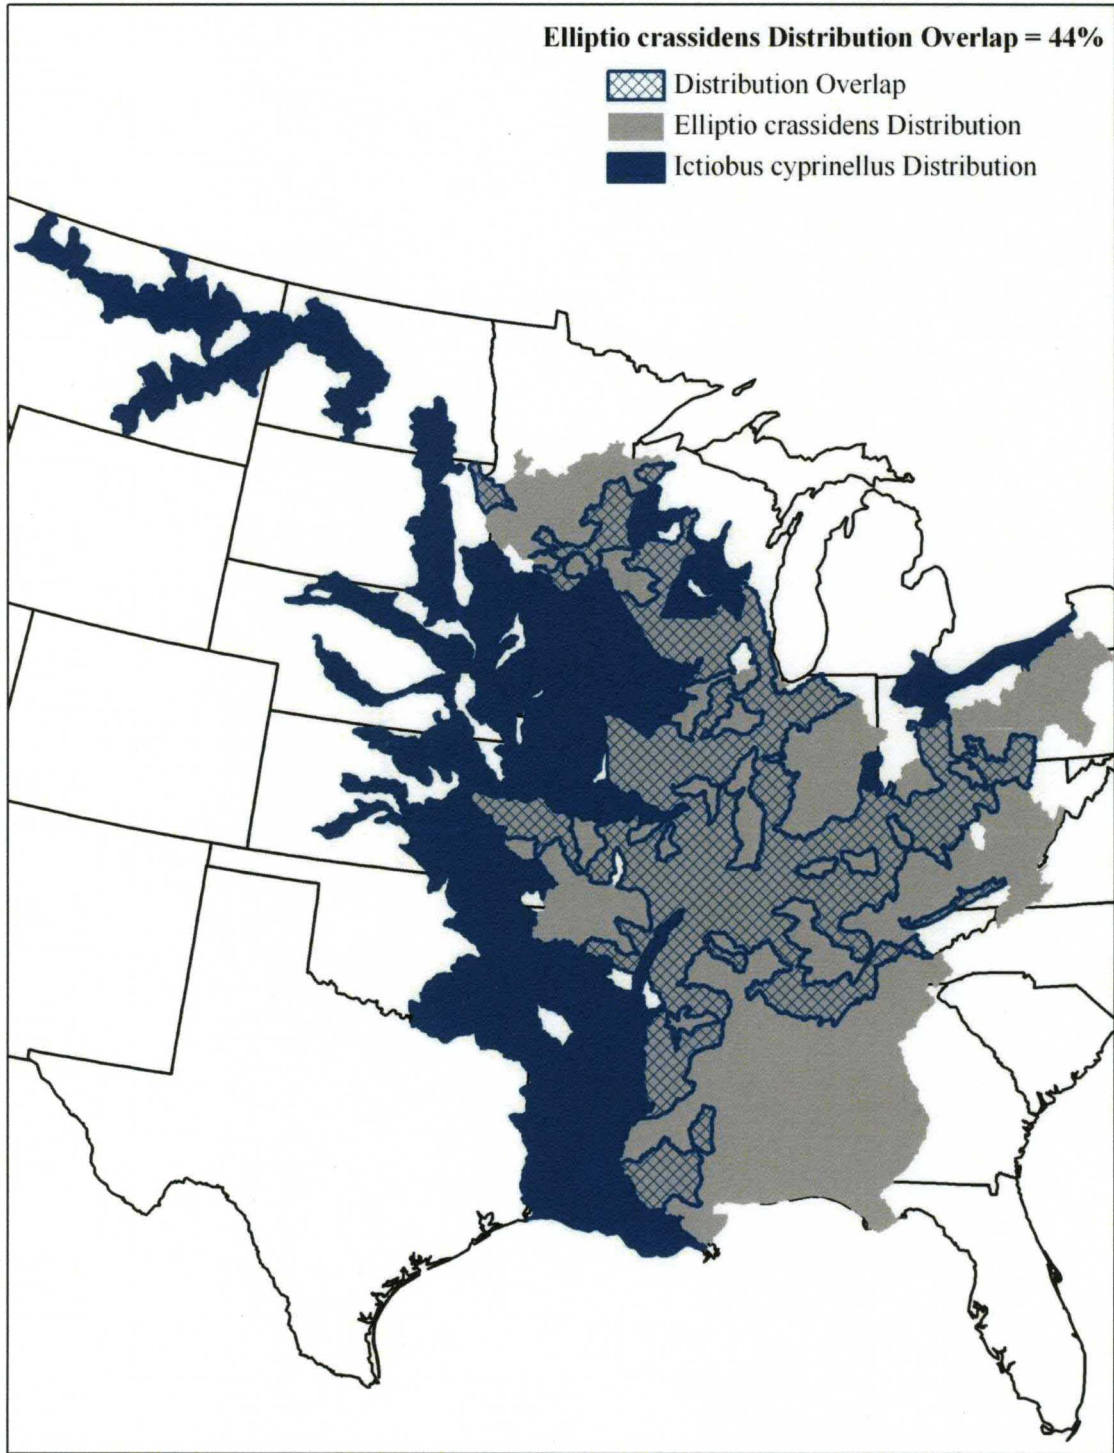 Elliptio crassidens Distribution Overlap = 44%
Distribution Overlap
Elliptio crassidens Distribution
Ictiobus cyprinellus Distribution